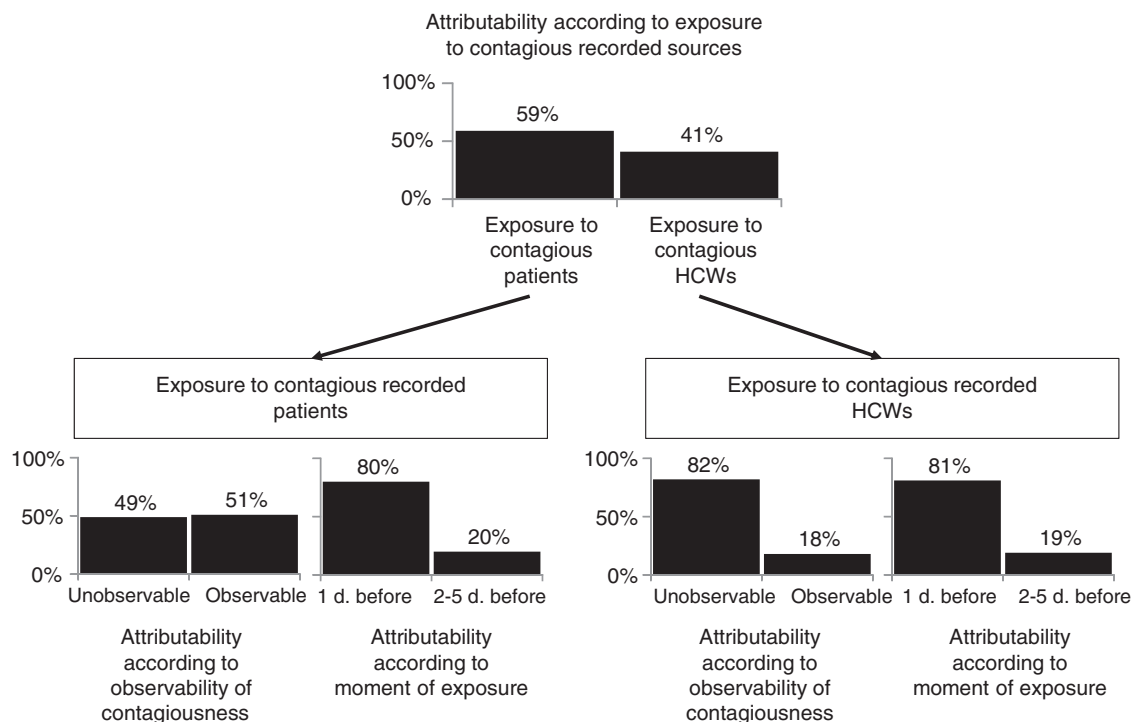 Attributability according to exposure
to contagious recorded sources
100%
59%
50%
41%
0%
Exposure to
contagious
patients
Exposure to
contagious
HCWs
Exposure to contagious recorded
patients
100%
49%
51%
50%
0%
Unobservable
Observable
Attributability
according to
observability of
contagiousness
80%
20%
1 d. before
2-5 d. before
Attributability
according to
moment of exposure
Exposure to contagious recorded
HCWs
100%
82%
50%
18%
0%
Unobservable
Observable
Attributability
according to
observability of
contagiousness
81%
19%
1 d. before
2-5 d. before
Attributability
according to
moment of exposure